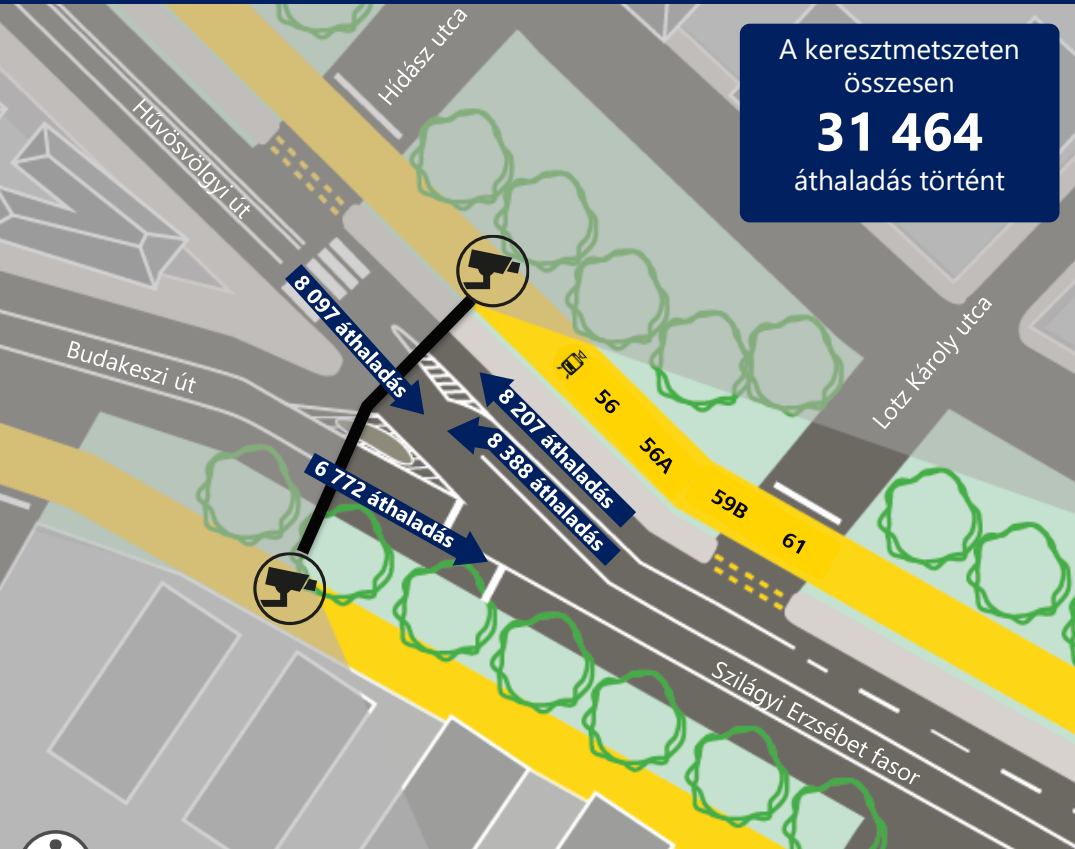 A keresztmetszeten
összesen
31 464
áthaladás történt
Hídász utca
Hűvösvölgyi út
8 097 áthaladás
Budakeszi út
Lotz Károly utca
56
56A
59B
61
8 207 áthaladás
8 388 áthaladás
6 772 áthaladás
Szilágyi Erzsébet fasor